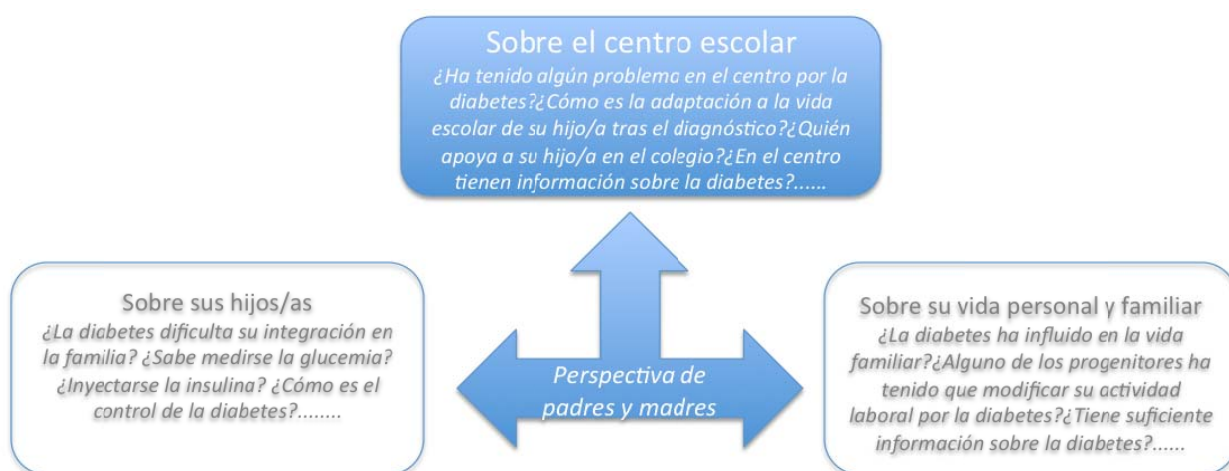 Sobre el centro escolar
¿Ha tenido algún problema en el centro por la
diabetes?¿Cómo es la adaptación a la vida
escolar de su hijo/a tras el diagnóstico?¿Quién
apoya a su hijo/a en el colegio?¿En el centro
tienen información sobre la diabetes?......
Sobre sus hijos/as
¿La diabetes dificulta su integración en
la familia? ¿Sabe medirse la glucemia?
¿Inyectarse la insulina? ¿Cómo es el
control de la diabetes?........
Perspectiva de
padres y madres
Sobre su vida personal y familiar
¿La diabetes ha influido en la vida
familiar?¿Alguno de los progenitores ha
tenido que modificar su actividad
laboral por la diabetes?¿Tiene suficiente
información sobre la diabetes?......